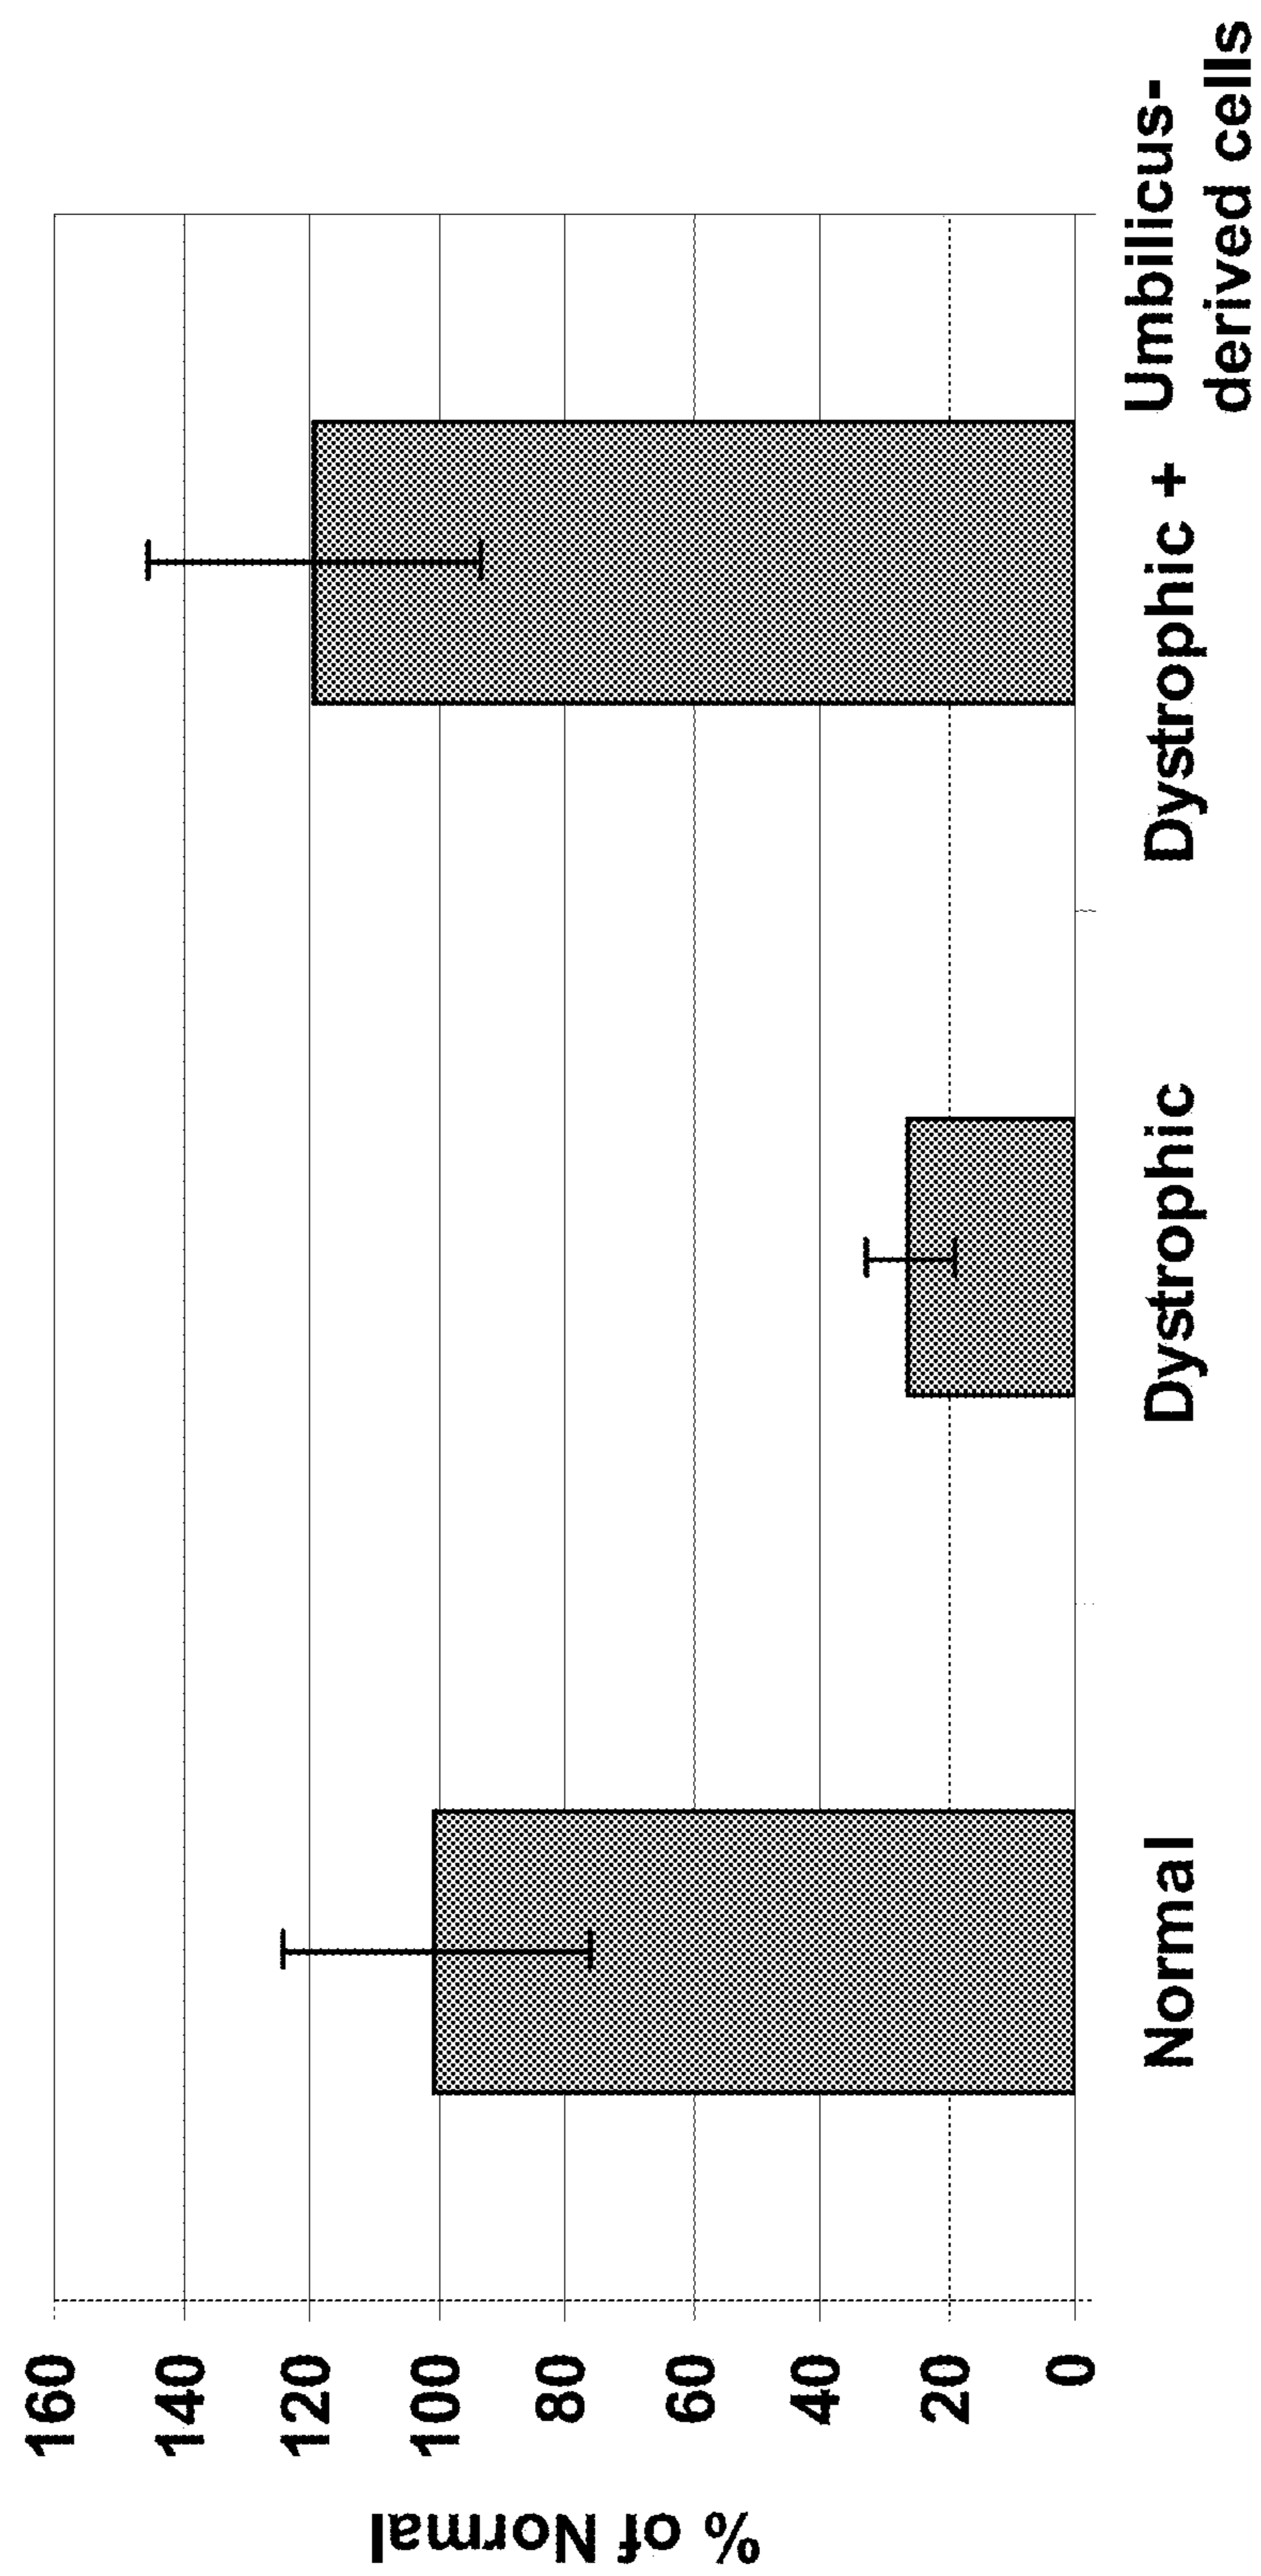 % of Normal
160
140
120
100
80
60
40
20
0
Normal
Dystrophic
Dystrophic + Umbilicus-
derived cells